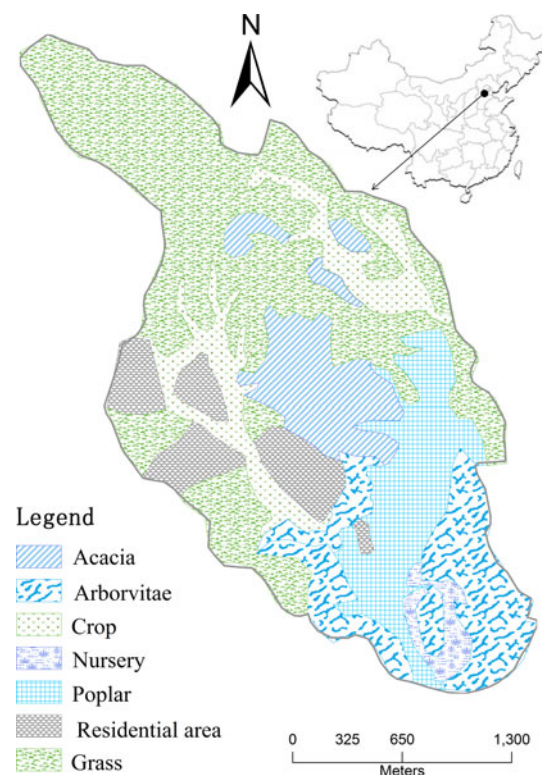 N
Legend
Acacia
Arborvitae
Crop
Nursery
Poplar
Residential area
Grass
0 325 650 1,300
Meters